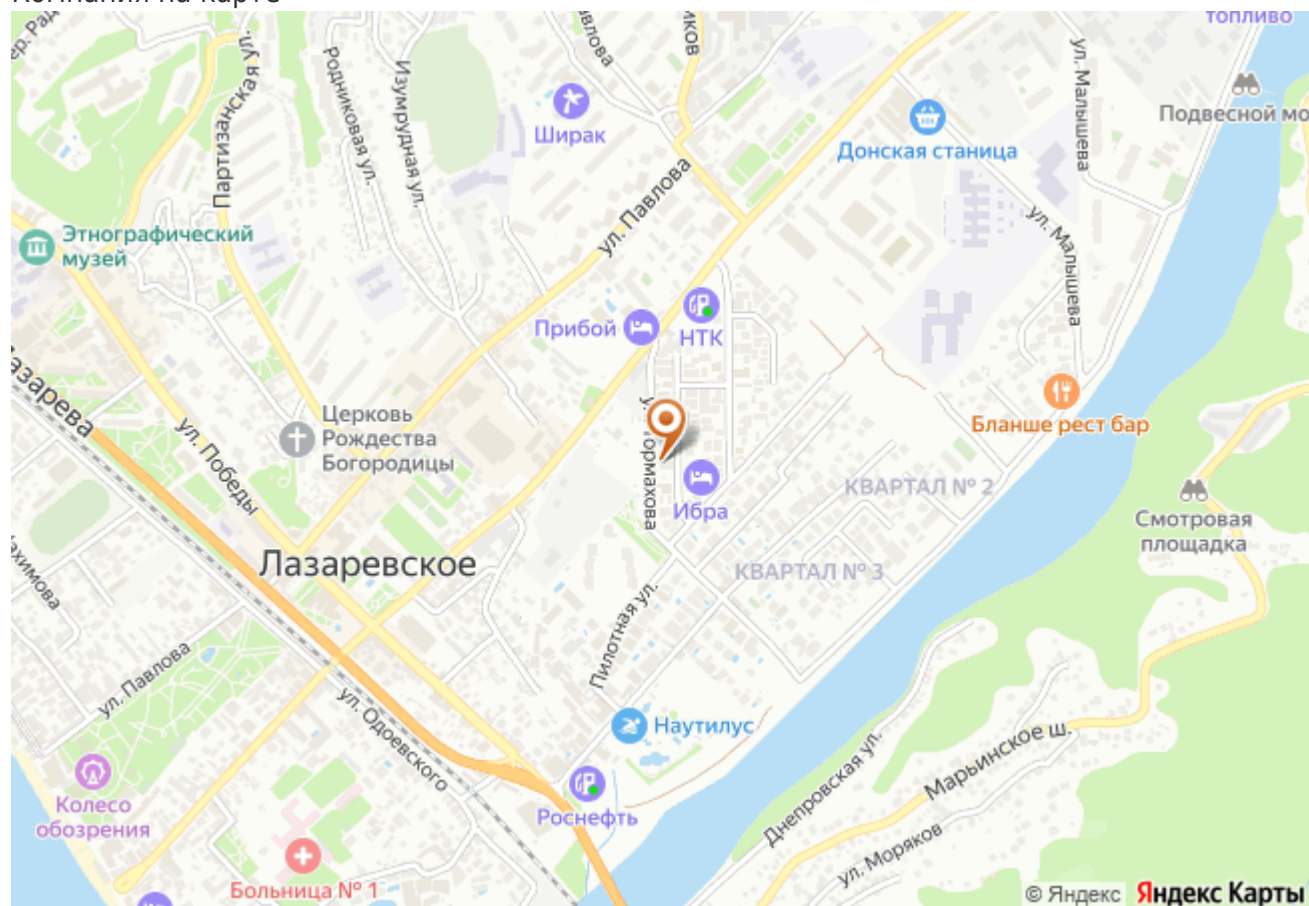 топливо
Подвесной мо
ул. Малышева
Партизанская ул.
Родниковая ул.
Изумрудная ул.
Ширак
Донская станица
ул. Павлова
ул. Малышева
Этнографический
музей
Прибой
НТК
Лазарева
ул. Победы
Церковь
Рождества
Богородицы
Бланше рест бар
Ибра
КВАРТАЛ № 2
Смотровая
площадка
Лазаревское
КВАРТАЛ № 3
Пилотная ул.
ул. Павлова
ул. Одоевского
Наутилус
Роснефть
Колесо
обозрения
Больница № 1
Днепровская ул.
Марьинское ш.
ул. Моряков
© Яндекс Яндекс Карты